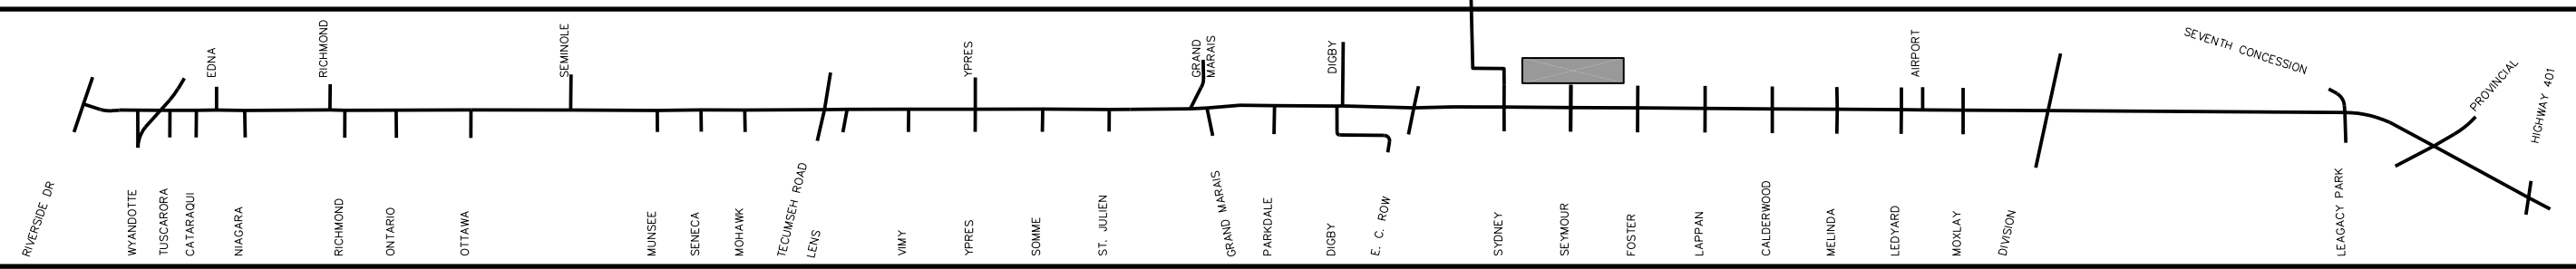 EDNA
RICHMOND
SEMINOLE
YPRES
GRAND
MARAIS
DIGBY
AIRPORT
SEVENTH CONCESSION
PROVINCIAL
HIGHWAY 401
RIVERSIDE DR
WYANDOTTE
TUSCARORA
CATARAQUI
NIAGARA
RICHMOND
ONTARIO
OTTAWA
MUNSEE
SENECA
MOHAWK
TECUMSEH ROAD
LENS
VIMY
YPRES
SOMME
ST. JULIEN
GRAND MARAIS
PARKDALE
DIGBY
E. C. ROW
SYDNEY
SEYMOUR
FOSTER
LAPPAN
CALDERWOOD
MELINDA
LEDYARD
MOXLAY
DIVISION
LEAGACY PARK